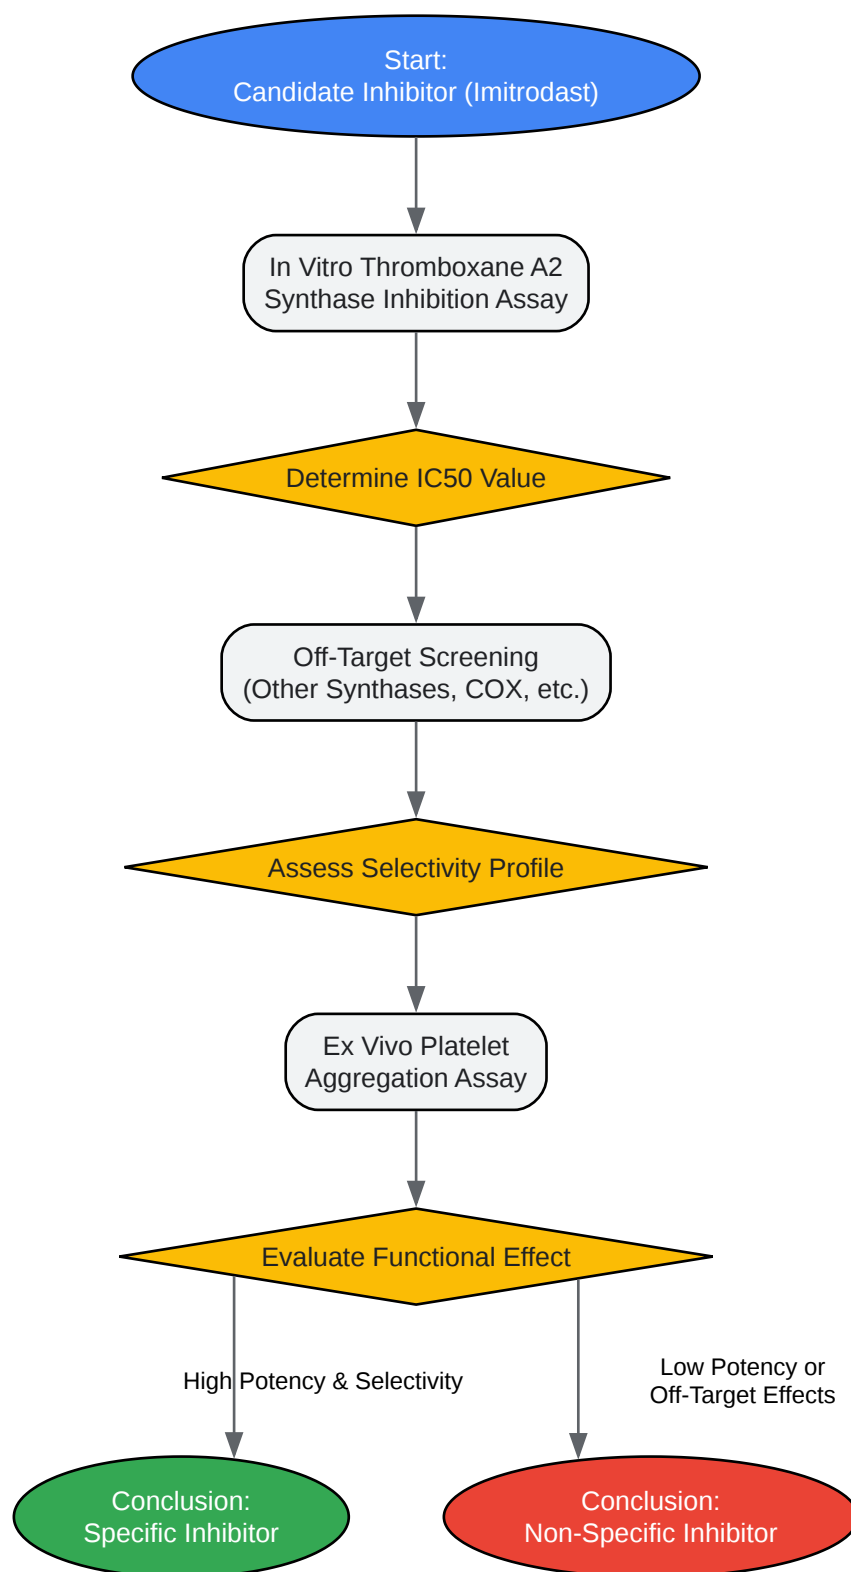 Start:
Candidate Inhibitor (Imitrodast)
In Vitro Thromboxane A2
Synthase Inhibition Assay
Determine IC50 Value
Off-Target Screening
(Other Synthases, COX, etc.)
Assess Selectivity Profile
Ex Vivo Platelet
Aggregation Assay
Evaluate Functional Effect
High Potency & Selectivity
Low Potency or
Off-Target Effects
Conclusion:
Specific Inhibitor
Conclusion:
Non-Specific Inhibitor